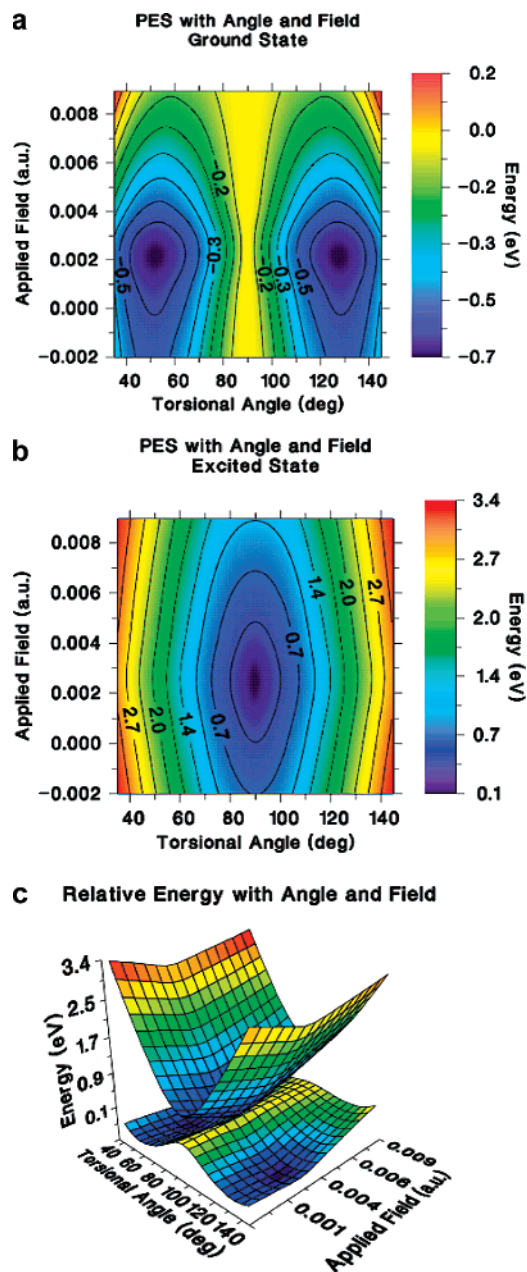 a
PES with Angle and Field
Ground State
0.008
0.006
0.004
0.002
0.000
−0.002
Applied Field (a.u.)
−0.2
−0.3
−0.5
−0.2
−0.3
−0.5
40 60 80 100 120 140
Torsional Angle (deg)
0.2
0.0
−0.1
−0.3
−0.5
−0.7
Energy (eV)
b
PES with Angle and Field
Excited State
0.008
0.006
0.004
0.002
0.000
−0.002
Applied Field (a.u.)
2.7
2.0
1.4
0.7
0.7
1.4
2.0
2.7
40 60 80 100 120 140
Torsional Angle (deg)
3.4
2.7
2.0
1.4
0.7
0.1
Energy (eV)
c Relative Energy with Angle and Field
3.4
2.5
1.7
0.9
0.1
Energy (eV)
40 60 80 100 120 140
Torsional Angle (deg)
0.001 0.004 0.006 0.009
Applied Field (a.u.)